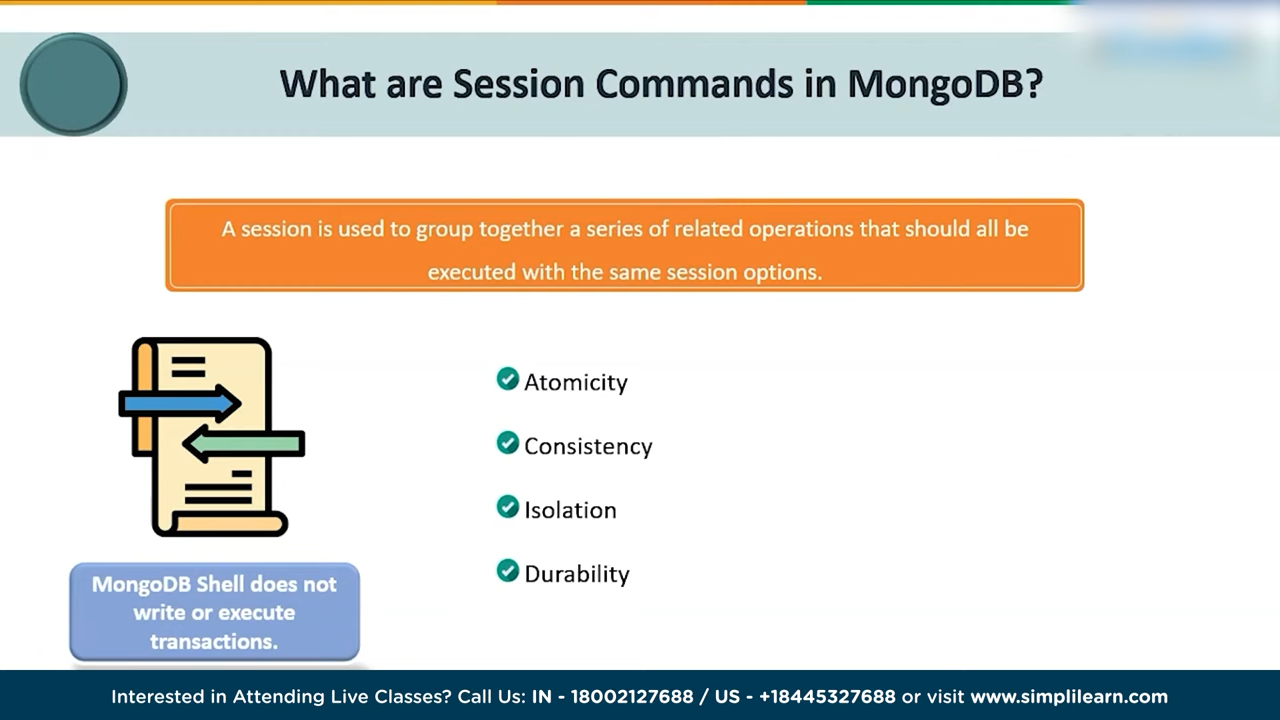 What are Session Commands in MongoDB?
A session is used to group together a series of related operations that should all be
executed with the same session options.
Atomicity
Consistency
Isolation
Durability
MongoDB Shell does not
write or execute
transactions.
Interested in Attending Live Classes? Call Us: IN - 18002127688 / US - +18445327688 or visit www.simplilearn.com